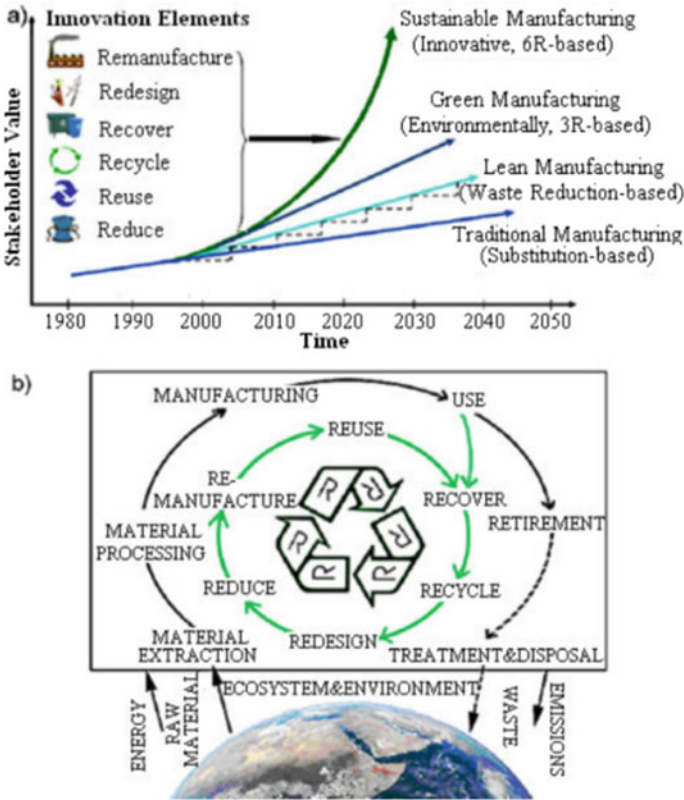 a)
Innovation Elements
Remanufacture
Redesign
Recover
Recycle
Reuse
Reduce
Stakeholder Value
Sustainable Manufacturing
(Innovative, 6R-based)
Green Manufacturing
(Environmentally, 3R-based)
Lean Manufacturing
(Waste Reduction-based)
Traditional Manufacturing
(Substitution-based)
1980 1990 2000 2010 2020 2030 2040 2050
Time
b)
MANUFACTURING
USE
REUSE
RE-
MANUFACTURE
RECOVER
RETIREMENT
MATERIAL
PROCESSING
REDUCE
RECYCLE
REDESIGN
R
R
R
R
R
R
MATERIAL
EXTRACTION
TREATMENT&DISPOSAL
ECOSYSTEM&ENVIRONMENT
ENERGY
RAW
MATERIAL
WASTE
EMISSIONS